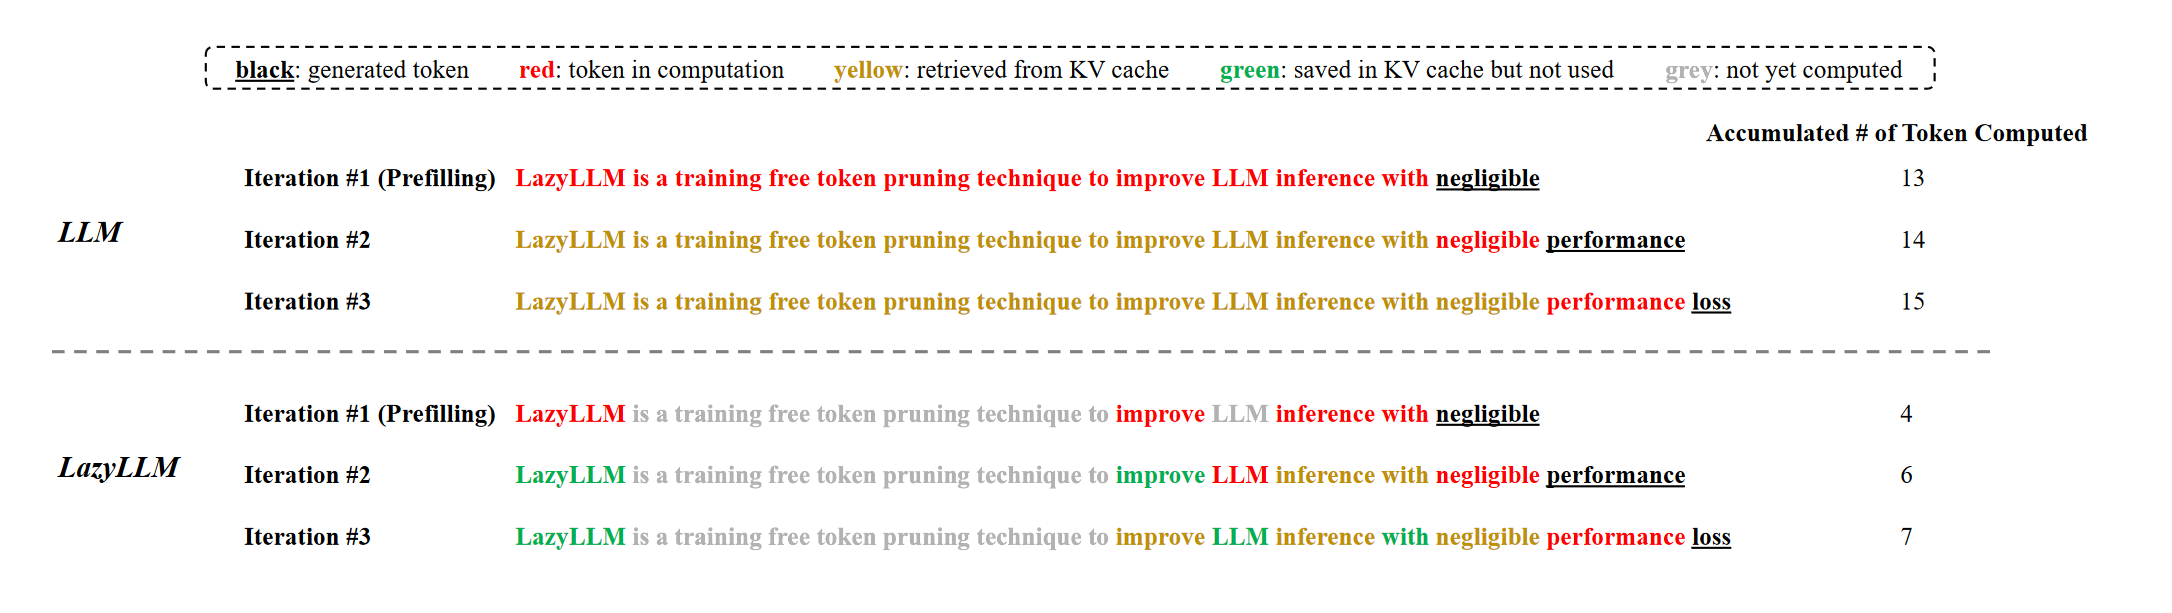 black: generated token red: token in computation yellow: retrieved from KV cache green: saved in KV cache but not used grey: not yet computed
Accumulated # of Token Computed
LLM
Iteration #1 (Prefilling) LazyLLM is a training free token pruning technique to improve LLM inference with negligible 13
Iteration #2 LazyLLM is a training free token pruning technique to improve LLM inference with negligible performance 14
Iteration #3 LazyLLM is a training free token pruning technique to improve LLM inference with negligible performance loss 15
LazyLLM
Iteration #1 (Prefilling) LazyLLM is a training free token pruning technique to improve LLM inference with negligible 4
Iteration #2 LazyLLM is a training free token pruning technique to improve LLM inference with negligible performance 6
Iteration #3 LazyLLM is a training free token pruning technique to improve LLM inference with negligible performance loss 7